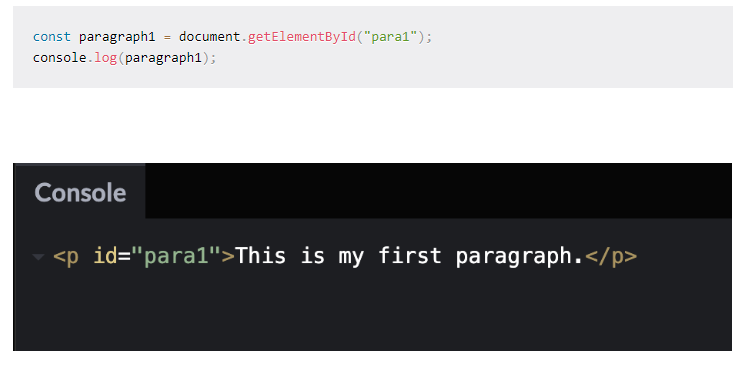 const paragraph1 = document.getElementById("para1");
console.log(paragraph1);
Console
<p id="para1">This is my first paragraph.</p>